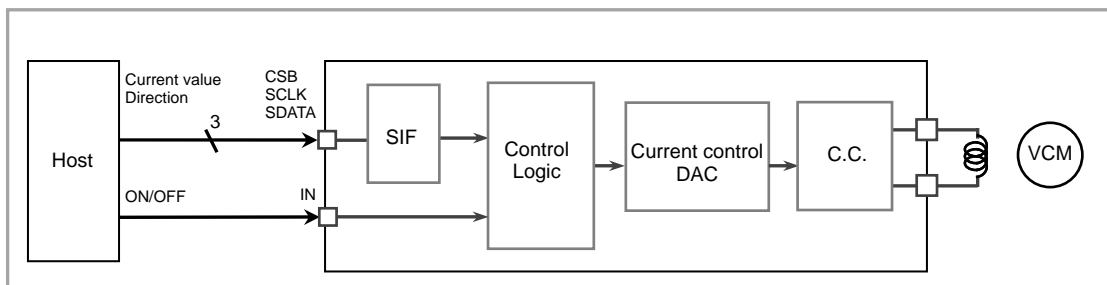 Current value
Direction
CSB
SCLK
SDATA
3
SIF
Host
Control
Logic
Current control
DAC
C.C.
VCM
ON/OFF
IN